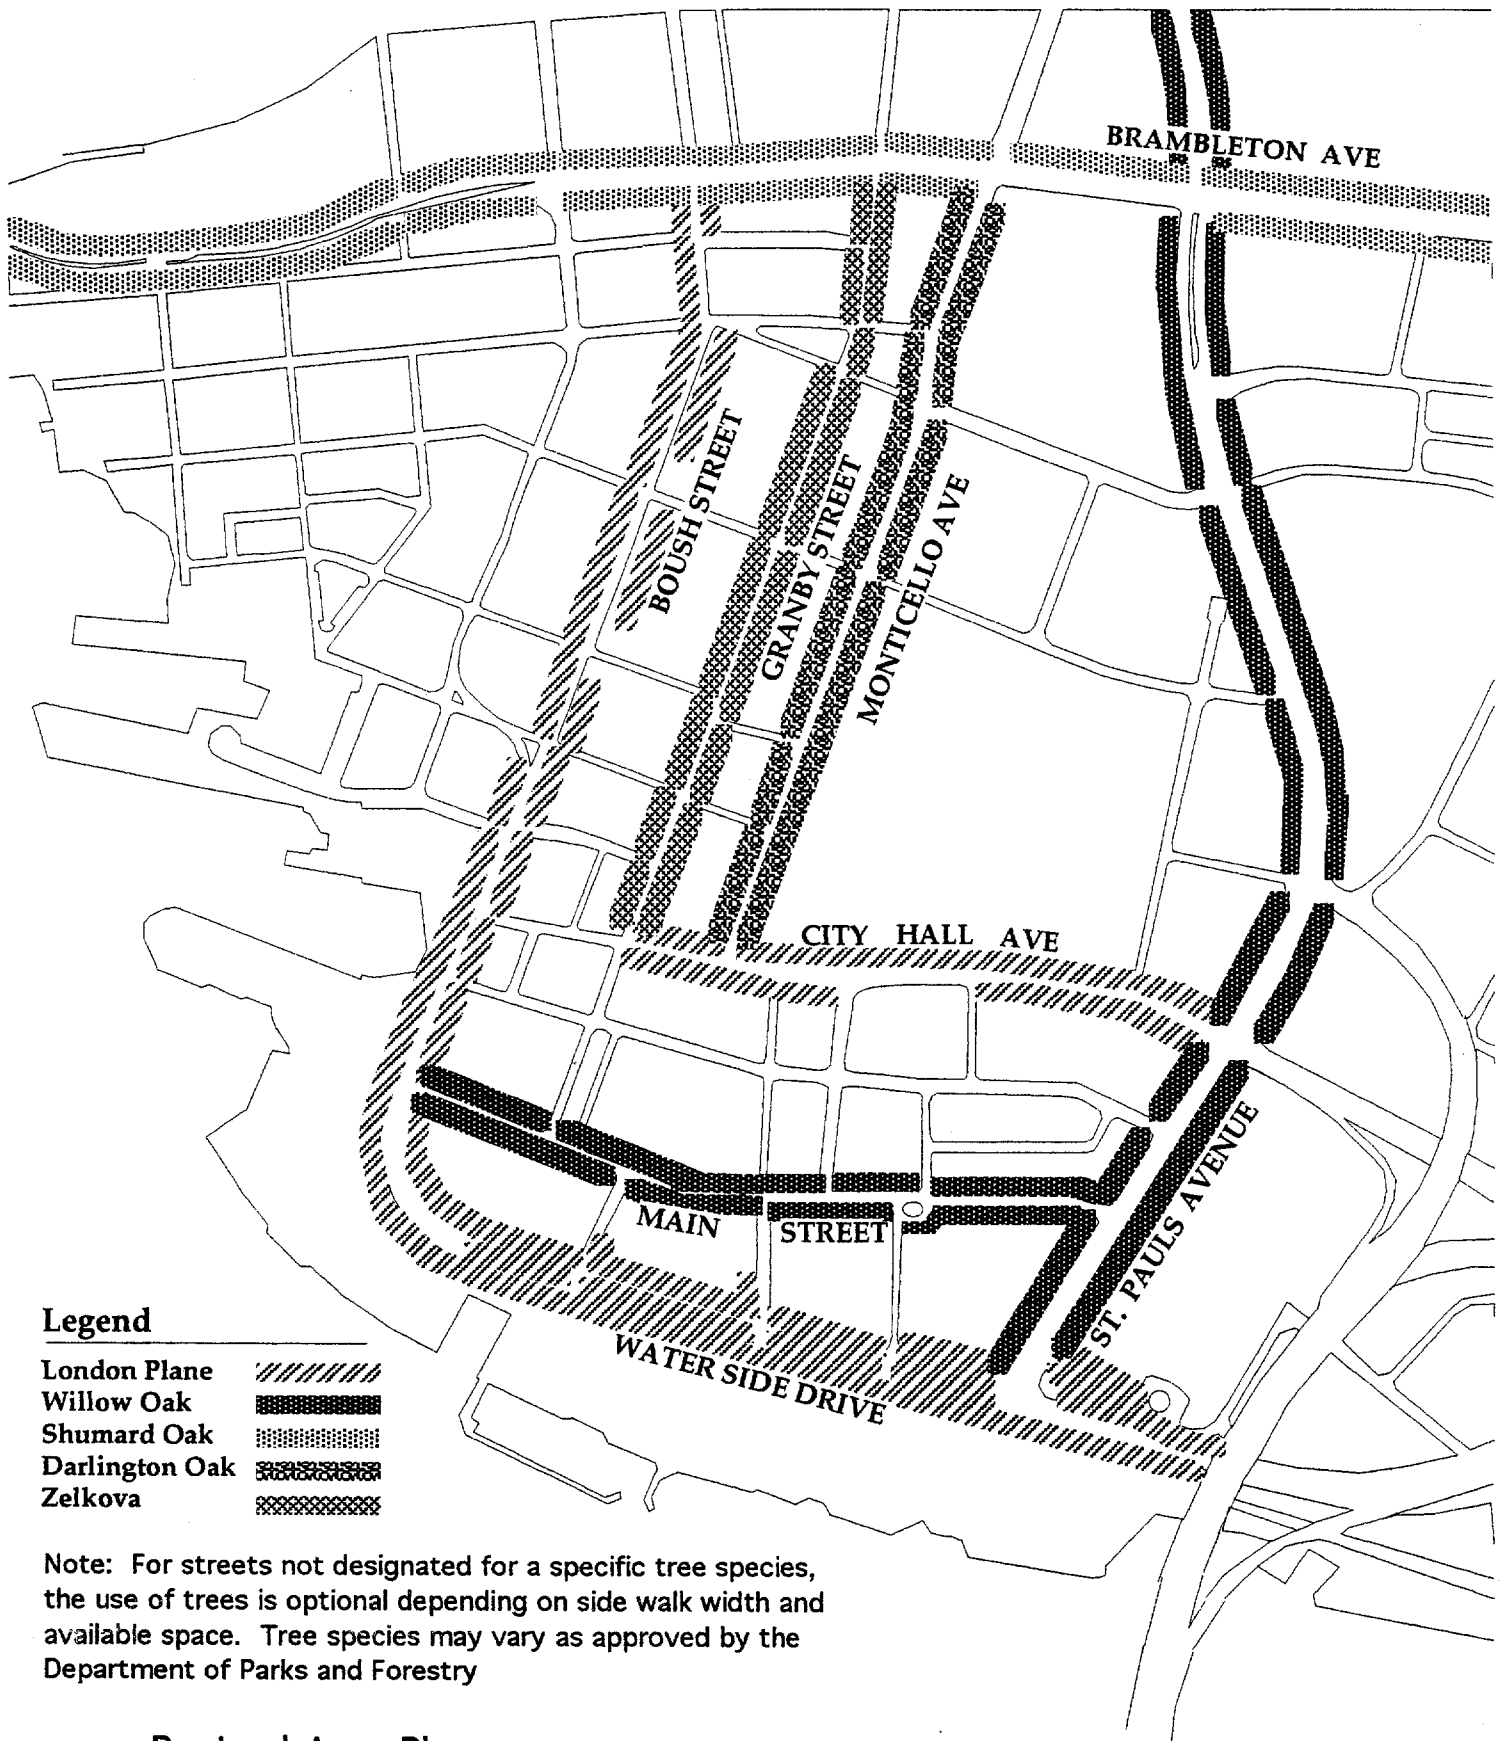 BRAMBLETON AVE
BOUSH STREET
GRANBY STREET
MONTICELLO AVE
CITY HALL AVE
MAIN STREET
ST. PAULS AVENUE
WATER SIDE DRIVE
Legend
London Plane
Willow Oak
Shumard Oak
Darlington Oak
Zelkova
Note: For streets not designated for a specific tree species,
the use of trees is optional depending on side walk width and
available space. Tree species may vary as approved by the
Department of Parks and Forestry